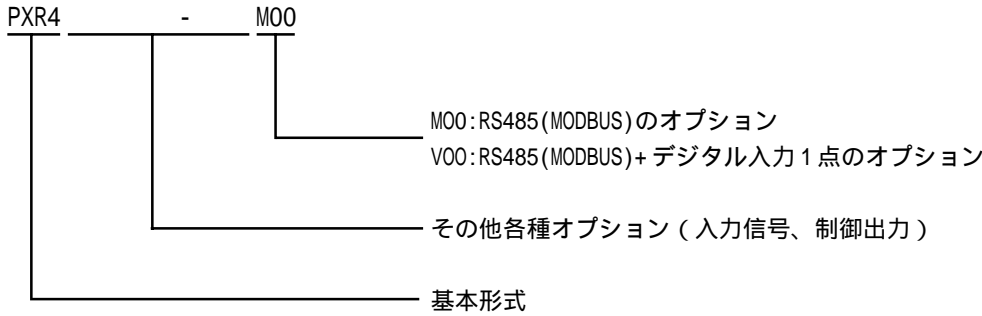 PXR4 - M00
M00:RS485(MODBUS)のオプション
V00:RS485(MODBUS)+デジタル入力1点のオプション
その他各種オプション(入力信号、制御出力)
基本形式